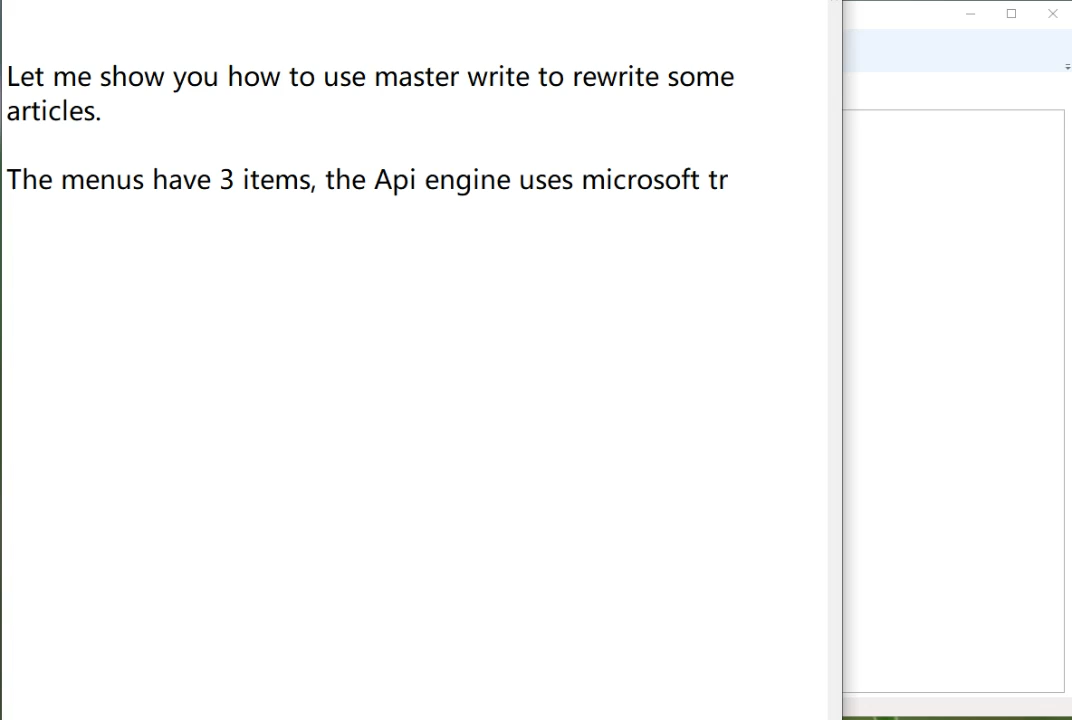 Let me show you how to use master write to rewrite some
articles.
The menus have 3 items, the Api engine uses microsoft tr